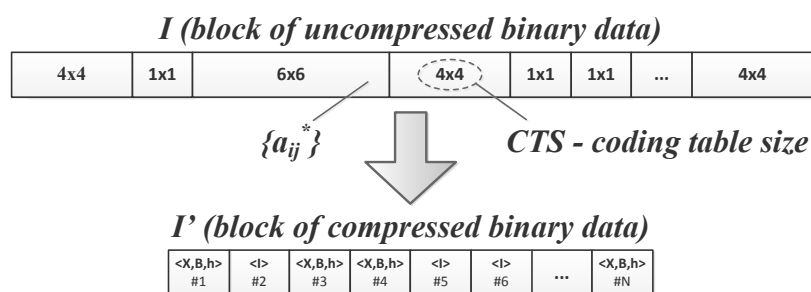 I (block of uncompressed binary data)
4x4 1x1 6x6 4x4 1x1 1x1 ... 4x4
{aij*} CTS - coding table size
I’ (block of compressed binary data)
<X,B,h> <I> <X,B,h> <X,B,h> <I> <I> ... <X,B,h>
#1 #2 #3 #4 #5 #6 #N